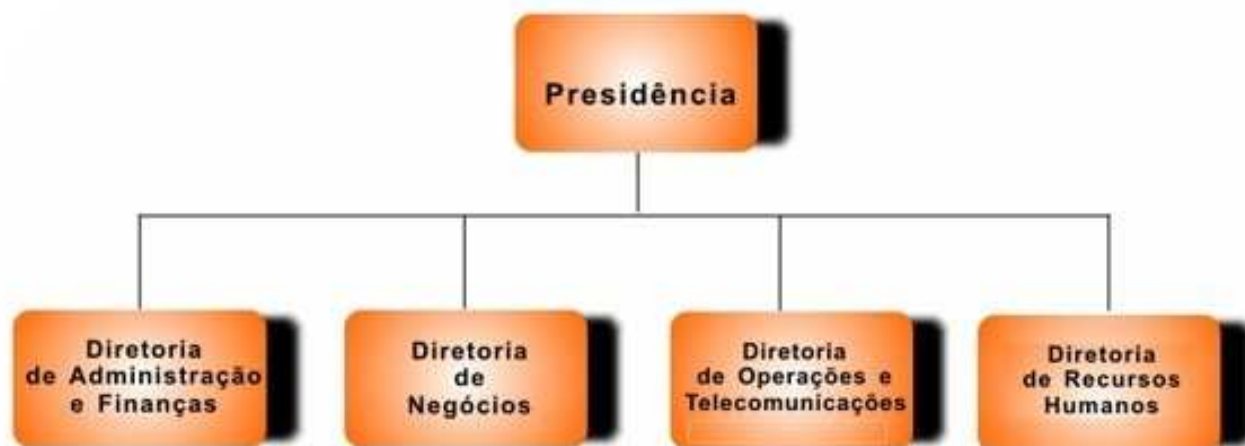 Presidência
Diretoria
de Administração
e Finanças
Diretoria
de
Negócios
Diretoria
de Operações e
Telecomunicações
Diretoria
de Recursos
Humanos